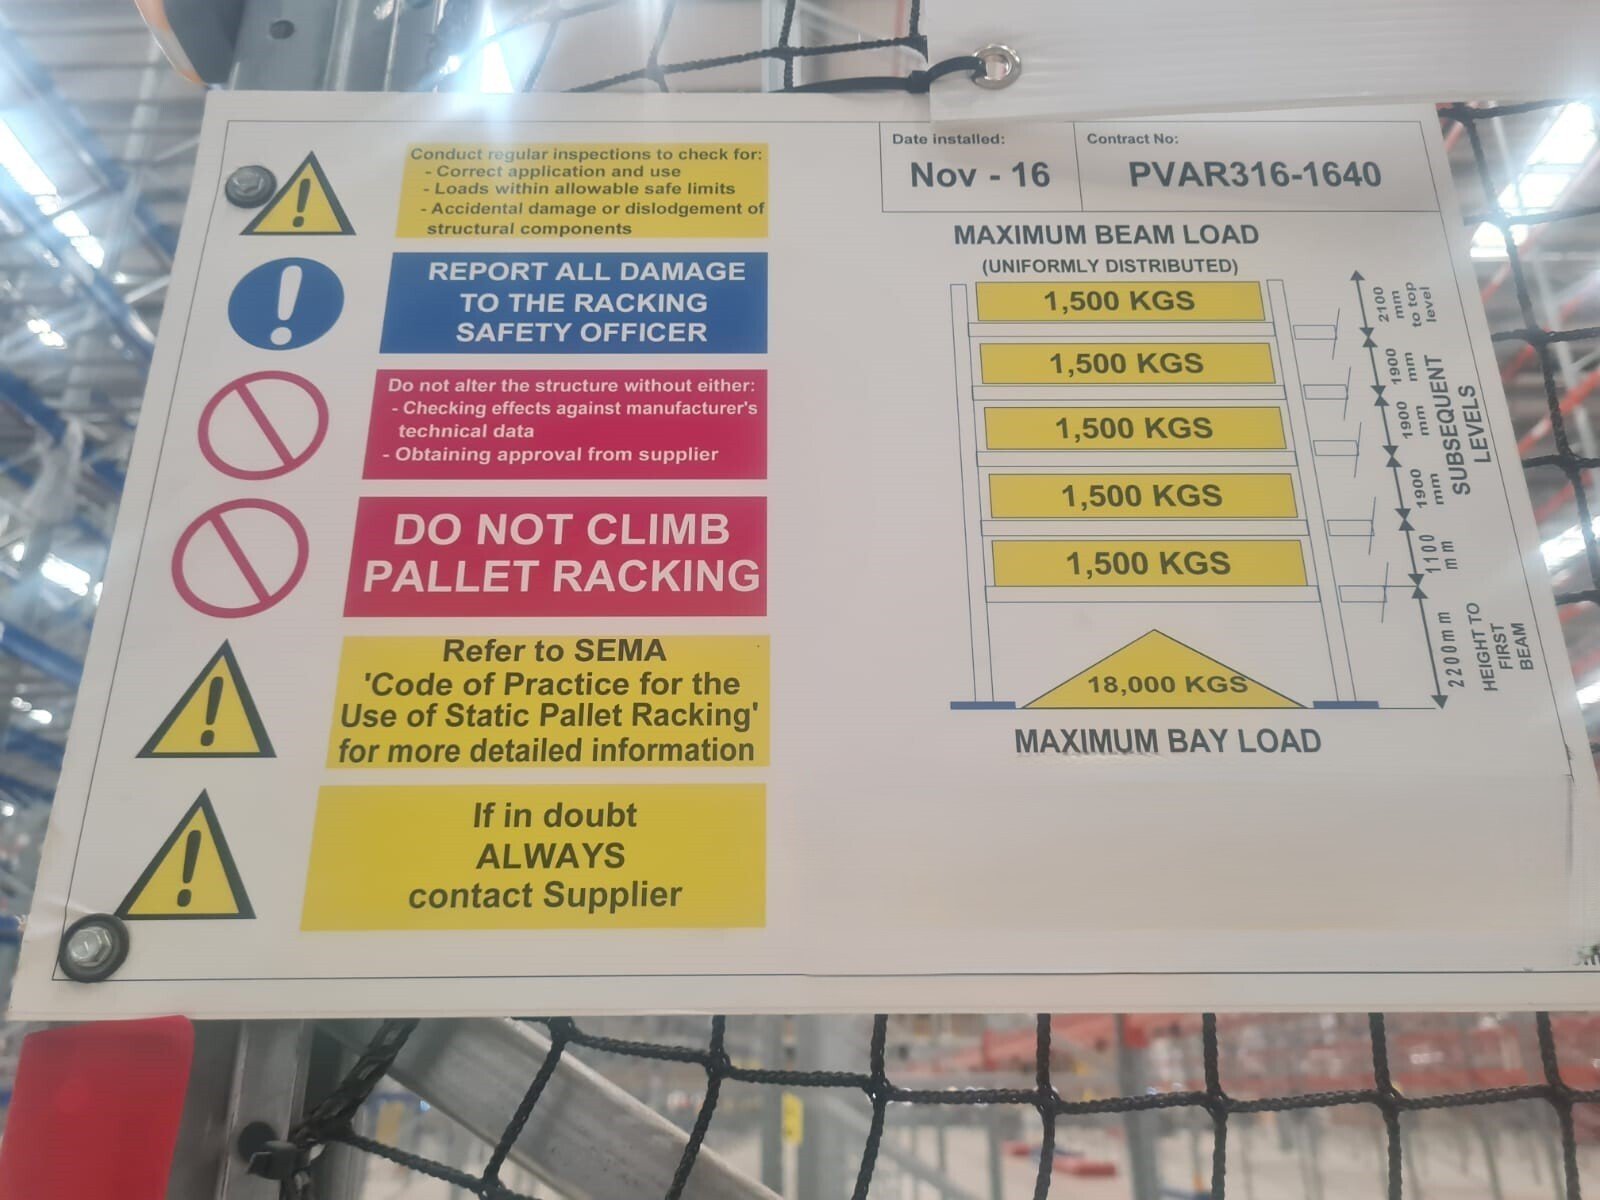 Conduct regular inspections to check for:
- Correct application and use
- Loads within allowable safe limits
- Accidental damage or dislodgement of
structural components
REPORT ALL DAMAGE
TO THE RACKING
SAFETY OFFICER
Do not alter the structure without either:
- Checking effects against manufacturer's
technical data
- Obtaining approval from supplier
DO NOT CLIMB
PALLET RACKING
Refer to SEMA
'Code of Practice for the
Use of Static Pallet Racking'
for more detailed information
If in doubt
ALWAYS
contact Supplier
Date installed:
Nov - 16
Contract No:
PVAR316-1640
MAXIMUM BEAM LOAD
(UNIFORMLY DISTRIBUTED)
1,500 KGS
1,500 KGS
1,500 KGS
1,500 KGS
1,500 KGS
18,000 KGS
MAXIMUM BAY LOAD
2100
mm
to top
level
1900
mm
1900
mm
1900
mm
1100
mm
SUBSEQUENT
LEVELS
2200mm
HEIGHT TO
FIRST
BEAM